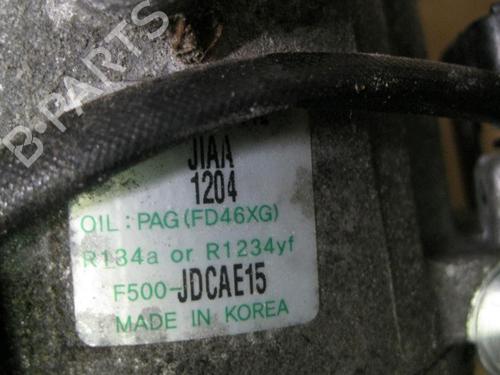 JIAA
1204
OIL : PAG (FD46XG)
R134a or R1234yf
F500-JDCAE15
MADE IN KOREA
B-PARTS